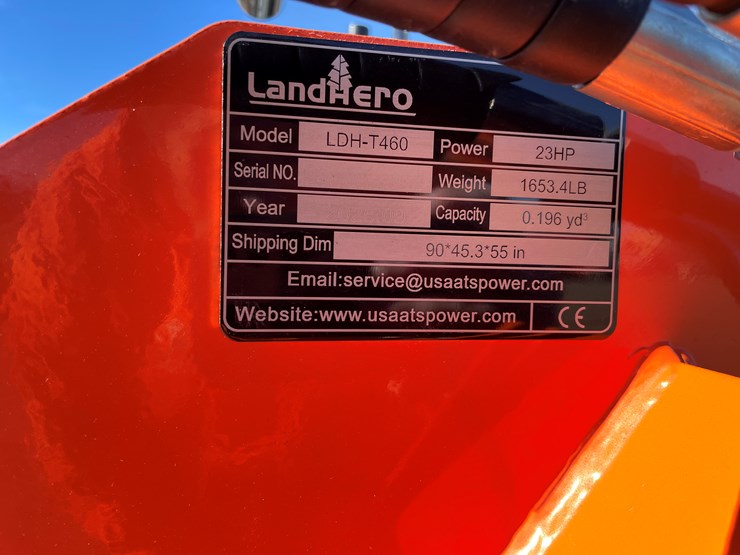 LandHero
Model LDH-T460 Power 23HP
Serial NO. Weight 1653.4LB
Year Capacity 0.196 yd³
Shipping Dim 90*45.3*55 in
Email:service@usaatspower.com
Website:www.usaatspower.com CE